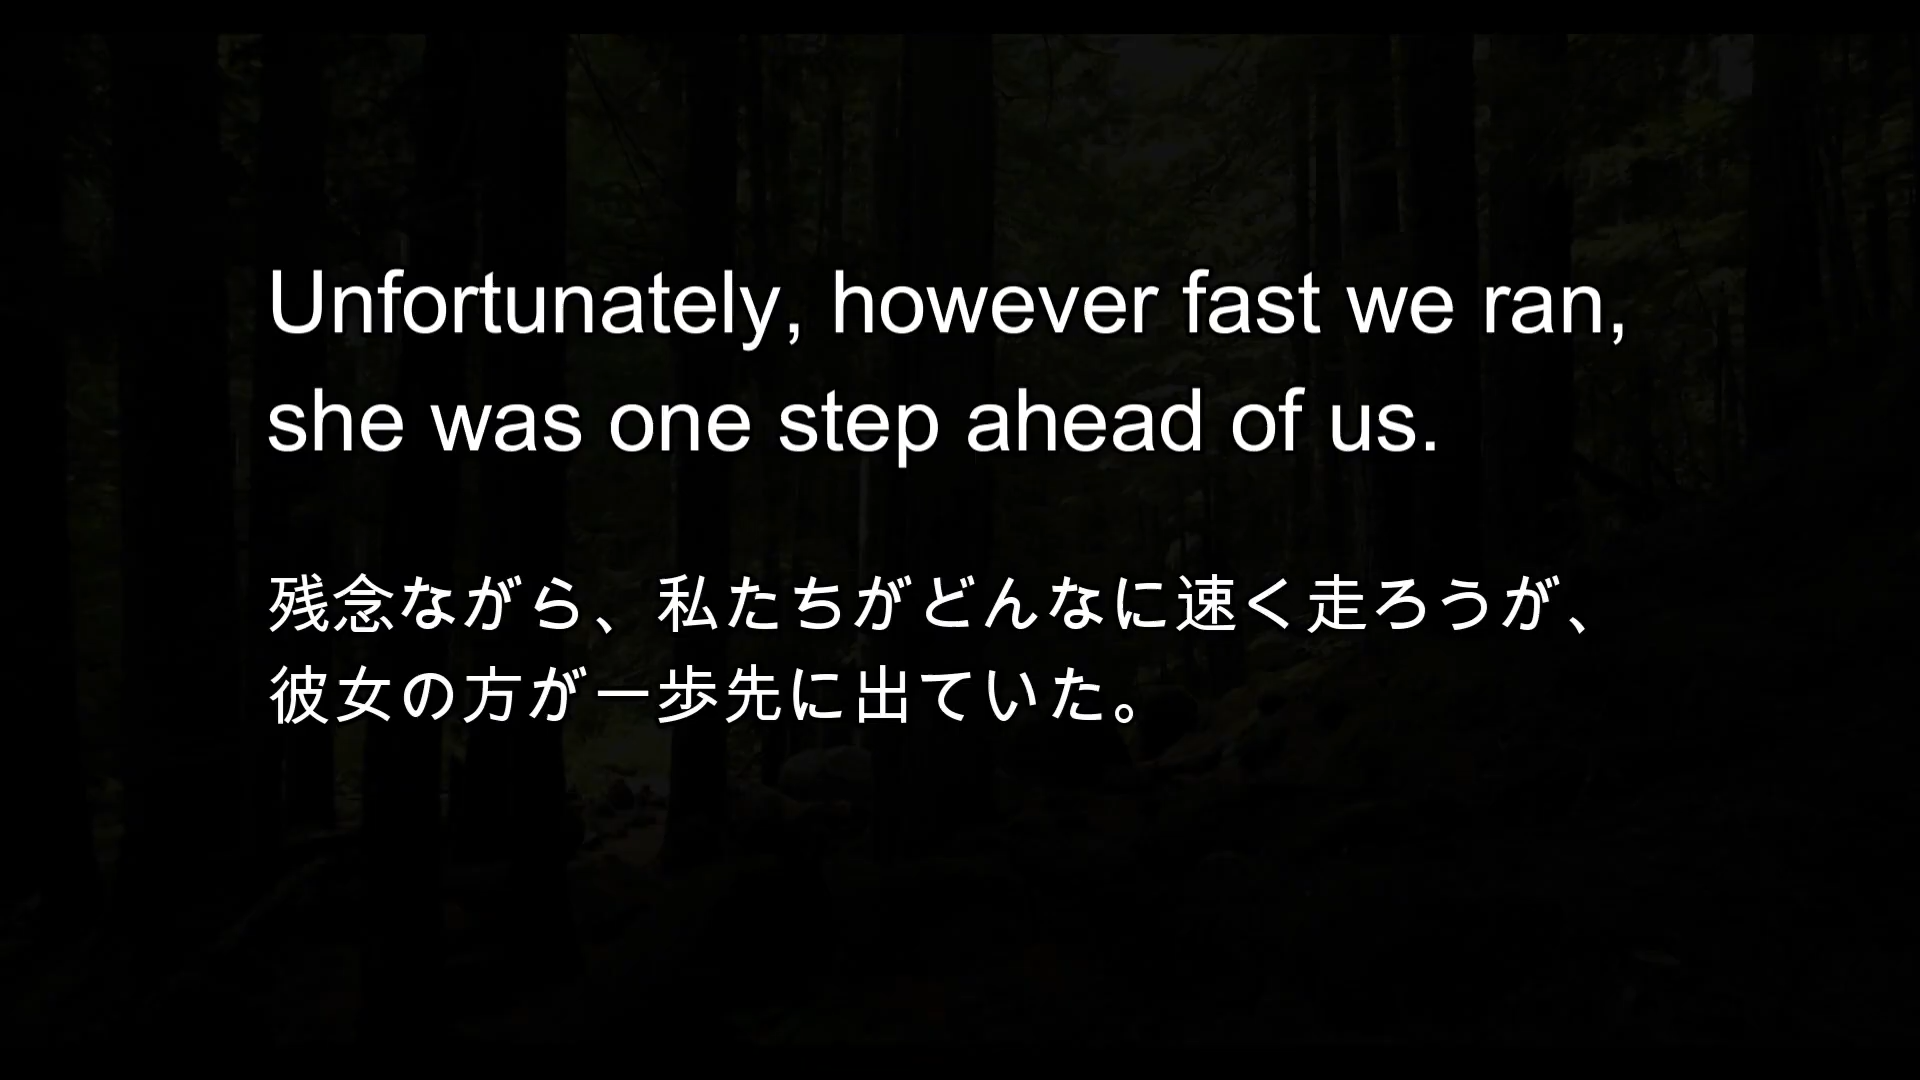 Unfortunately, however fast we ran,
she was one step ahead of us.
残念ながら、私たちがどんなに速く走ろうが、
彼女の方が一歩先に出ていた。